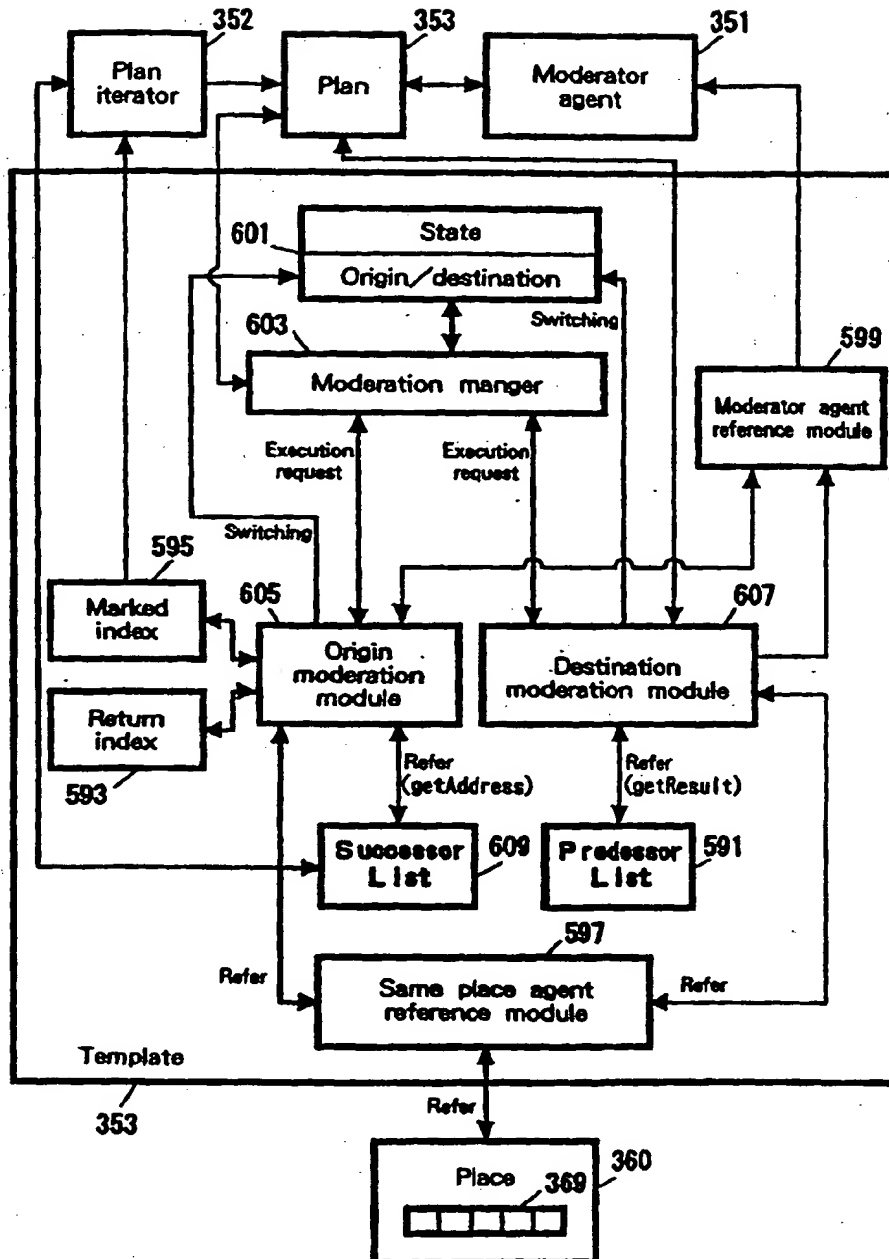 352
353
351
Plan
iterator
Plan
Moderator
agent
State
601
Origin/destination
Switching
603
599
Moderation manger
Moderator agent
reference module
Execution
request
Execution
request
Switching
595
605
607
Marked
index
Origin
moderation
module
Destination
moderation module
Return
index
593
Refer
(getAddress)
Refer
(getResult)
Successor
List
609
Predessor
List
591
597
Refer
Same place agent
reference module
Refer
Template
353
Refer
360
Place
369